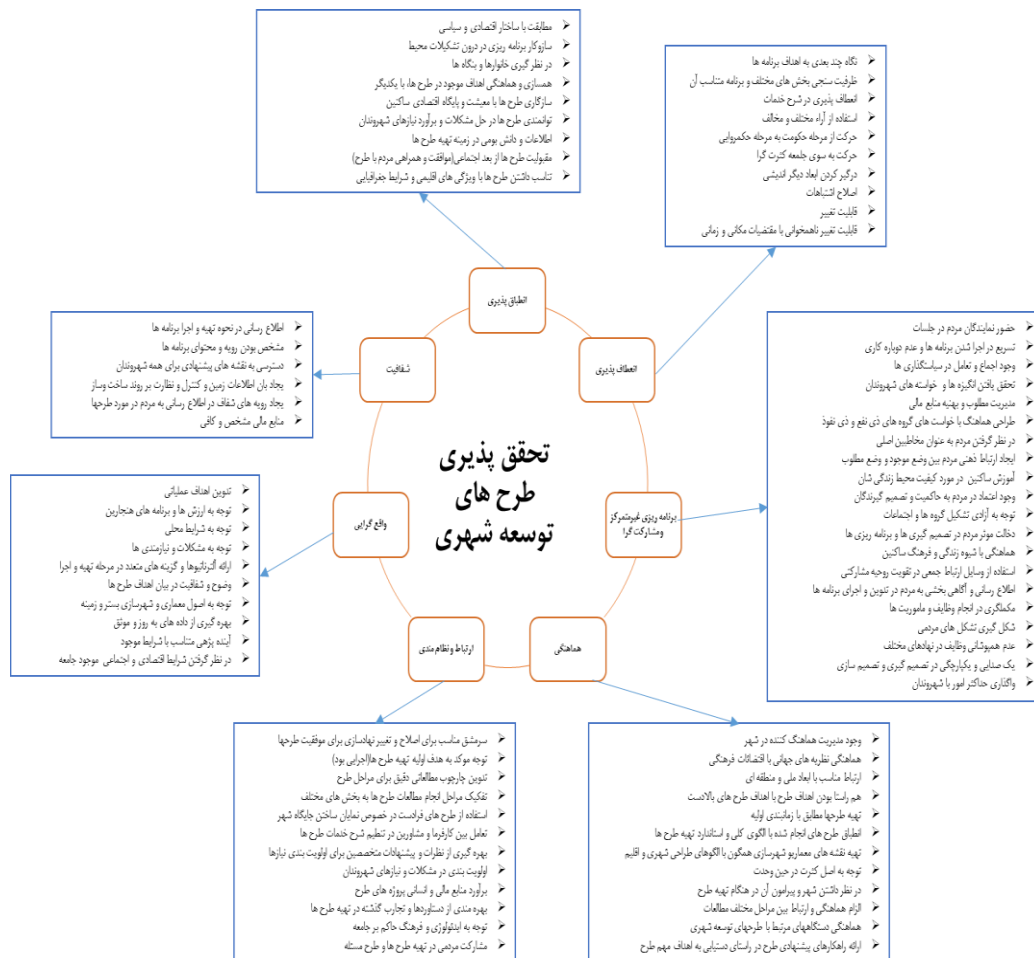 مطابقت با ساختار اقتصادی و سیاسی
سازوکار برنامه ریزی در درون تشکیلات محیط
در نظر گیری خانوارها و بنگاه ها
همسازی و هماهنگی اهداف موجود در طرح ها، با یکدیگر
سازگاری طرح ها با معیشت و پایگاه اقتصادی ساکنین
توانمندی طرح ها در حل مشکلات و برآورد نیازهای شهروندان
اطلاعات و دانش بومی در زمینه تهیه طرح ها
مقبولیت طرح ها از بعد اجتماعی(موافقت و همراهی مردم با طرح)
تناسب داشتن طرح ها با ویژگی های اقلیمی و شرایط جغرافیایی
نگاه چند بعدی به اهداف برنامه ها
ظرفیت سنجی بخش های مختلف و برنامه متناسب آن
انعطاف پذیری در شرح خدمات
استفاده از آراء مختلف و مخالف
حرکت از مرحله حکومت به مرحله حکمروایی
حرکت به سوی جلمعه کثرت گرا
درگیر کردن ابعاد دیگر اندیشی
اصلاح اشتباهات
قابلیت تغییر
قابلیت تغییر ناهمخوانی با مقتضیات مکانی و زمانی
انطباق پذیری
انعطاف پذیری
شفافیت
اطلاع رسانی در نحوه تهیه و اجرا برنامه ها
مشخص بودن رویه و محتوای برنامه ها
دسترسی به نقشه های پیشنهادی برای همه شهروندان
یجاد بان اطلاعات زمین و کنترل و نظارت بر روند ساخت وساز
یجاد رویه های شفاف در اطلاع رسانی به مردم در مورد طرحها
منابع مالی مشخص و کافی
حضور نمایندگان مردم در جلسات
تسریع در اجرا شدن برنامه ها و عدم دوباره کاری
وجود اجماع و تعامل در سیاستگذاری ها
تحقق یافتن انگیزه ها و خواسته های شهروندان
مدیریت مطلوب و بهنیه منابع مالی
طراحی هماهنگ با خواست های گروه های ذی نفع و ذی نفوذ
در نظر گرفتن مردم به عنوان مخاطبین اصلی
ایجاد ارتباط ذهنی مردم بین وضع موجود و وضع مطلوب
آموزش ساکنین در مورد کیفیت محیط زندگی شان
وجود اعتماد در مردم به حاکمیت و تصمیم گیرندگان
توجه به آزادی تشکیل گروه ها و اجتماعات
دخالت موثر مردم در تصمیم گیری ها و برنامه ریزی ها
هماهنگی با شیوه زندگی و فرهنگ ساکنین
استفاده از وسایل ارتباط جمعی در تقویت روحیه مشارکتی
اطلاع رسانی و آگاهی بخشی به مردم در تدوین و اجرای برنامه ها
مکملگری در انجام وظایف و ماموریت ها
شکل گیری تشکل های مردمی
عدم همپوشانی وظایف در نهادهای مختلف
یک صدایی و یکپارچگی در تصمیم گیری و تصمیم سازی
واگذاری حداکثر امور با شهروندان
تحقق پذیری
طرح های
توسعه شهری
واقع گرایی
برنامه ریزی غیرمتمرکز
ومشارکت گرا
تدوین اهداف عملیاتی
توجه به ارزش ها و برنامه های هنجارین
توجه به شرایط محلی
توجه به مشکلات و نیازمندی ها
ارائه آلترناتیوها و گزینه های متعدد در مرحله تهیه و اجرا
وضوح و شفافیت در بیان اهداف طرح ها
توجه به اصول معماری و شهرسازی بستر و زمینه
بهره گیری از داده های به روز و موثق
آینده پژهی متناسب با شرایط موجود
در نظر گرفتن شرایط اقتصادی و اجتماعی موجود جامعه
ارتباط ونظام مندی
هماهنگی
سرمشق مناسب برای اصلاح و تغییر نهادسازی برای موفقیت طرحها
توجه موکد به هدف اولیه تهیه طرح ها(اجرایی بود)
تدوین چارچوب مطالعاتی دقیق برای مراحل طرح
تفکیک مراحل انجام مطالعات طرح ها به بخش های مختلف
استفاده از طرح های فرادست در خصوص نمایان ساختن جایگاه شهر
تعامل بین کارفرما و مشاورین در تنظیم شرح خدمات طرح ها
بهره گیری از نظرات و پیشنهادات متخصصین برای اولویت بندی نیازها
اولویت بندی در مشکلات و نیازهای شهروندان
برآورد منابع مالی و انسانی پروژه های طرح
بهره مندی از دستاوردها و تجارب گذشته در تهیه طرح ها
توجه به ایدئولوژی و فرهنگ حاکم بر جامعه
مشارکت مردمی در تهیه طرح ها و طرح مسئله
وجود مدیریت هماهنگ کننده در شهر
هماهنگی نظریه های جهانی با اقتضائات فرهنگی
ارتباط مناسب با ابعاد ملی و منطقه ای
هم راستا بودن اهداف طرح با اهداف طرح های بالادست
تهیه طرحها مطابق با زمانبندی اولیه
انطباق طرح های انجام شده با الگوی کلی و استاندارد تهیه طرح ها
تهیه نقشه های معماریو شهرسازی همگون با الگوهای طراحی شهری و اقلیم
توجه به اصل کثرت در حین وحدت
در نظر داشتن شهر و پیرامون آن در هنگام تهیه طرح
الزام هماهنگی و ارتباط بین مراحل مختلف مطالعات
هماهنگی دستگاههای مرتبط با طرحهای توسعه شهری
ارائه راهکارهای پیشنهادی طرح در راستای دستیابی به اهداف مهم طرح